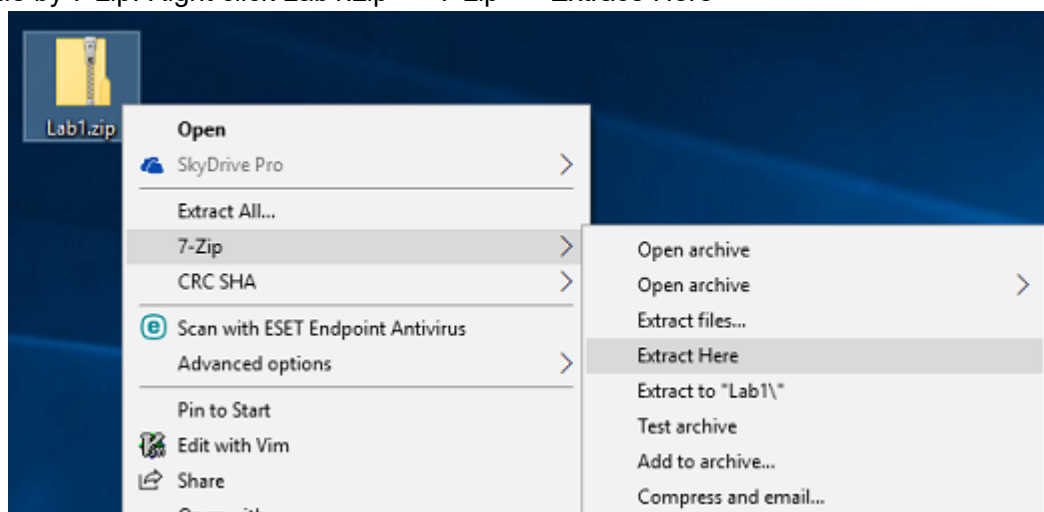 Lab1.zip
Open
SkyDrive Pro
Extract All...
7-Zip
CRC SHA
Scan with ESET Endpoint Antivirus
Advanced options
Pin to Start
Edit with Vim
Share
Open archive
Open archive
Extract files...
Extract Here
Extract to "Lab1\"
Test archive
Add to archive...
Compress and email...